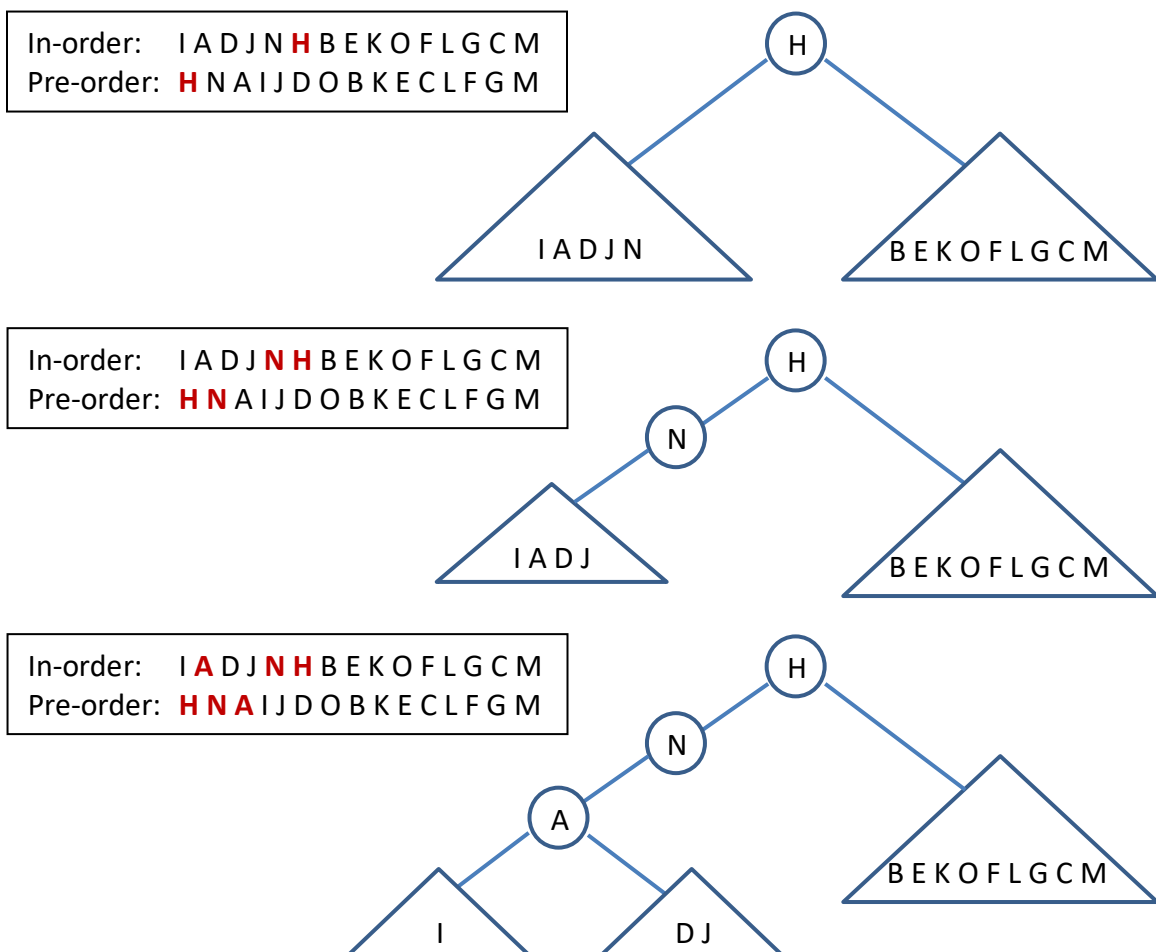 In-order: I A D J N H B E K O F L G C M
Pre-order: H N A I J D O B K E C L F G M
H
I A D J N
B E K O F L G C M
In-order: I A D J N H B E K O F L G C M
Pre-order: H N A I J D O B K E C L F G M
H
N
I A D J
B E K O F L G C M
In-order: I A D J N H B E K O F L G C M
Pre-order: H N A I J D O B K E C L F G M
H
N
A
B E K O F L G C M
I
D J